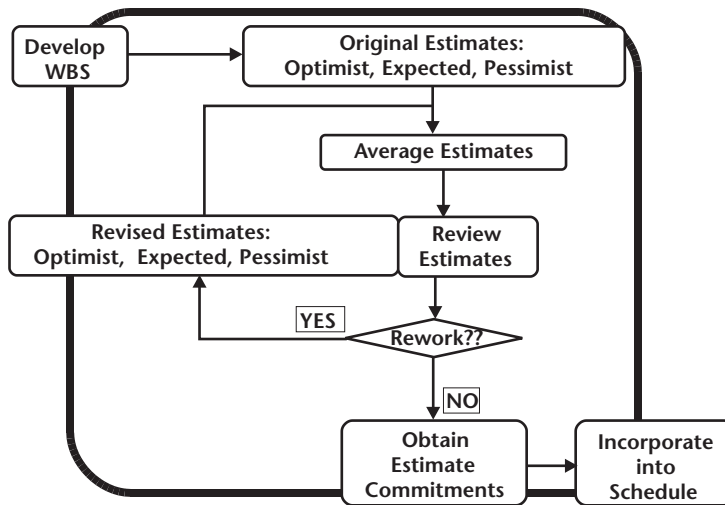 Develop
WBS
Original Estimates:
Optimist, Expected, Pessimist
Average Estimates
Revised Estimates:
Optimist, Expected, Pessimist
Review
Estimates
YES
Rework??
NO
Obtain
Estimate
Commitments
Incorporate
into
Schedule